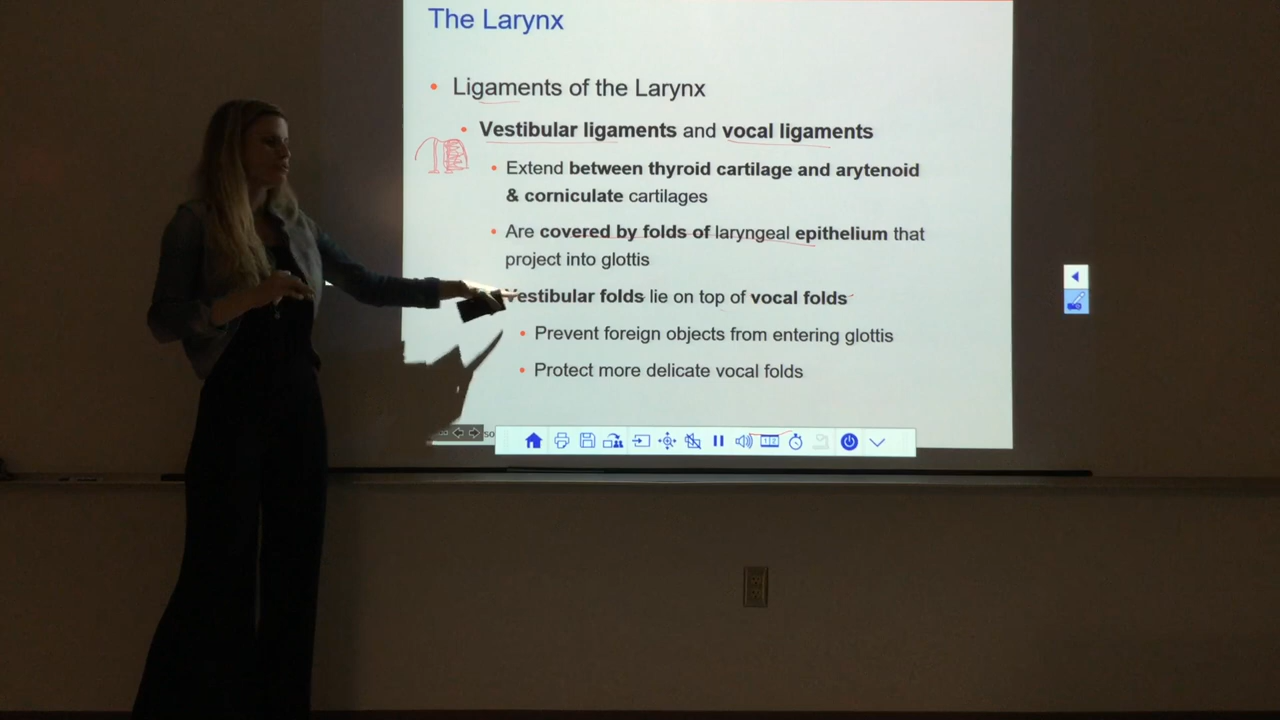 The Larynx
Ligaments of the Larynx
Vestibular ligaments and vocal ligaments
Extend between thyroid cartilage and arytenoid
& corniculate cartilages
Are covered by folds of laryngeal epithelium that
project into glottis
Vestibular folds lie on top of vocal folds
Prevent foreign objects from entering glottis
Protect more delicate vocal folds